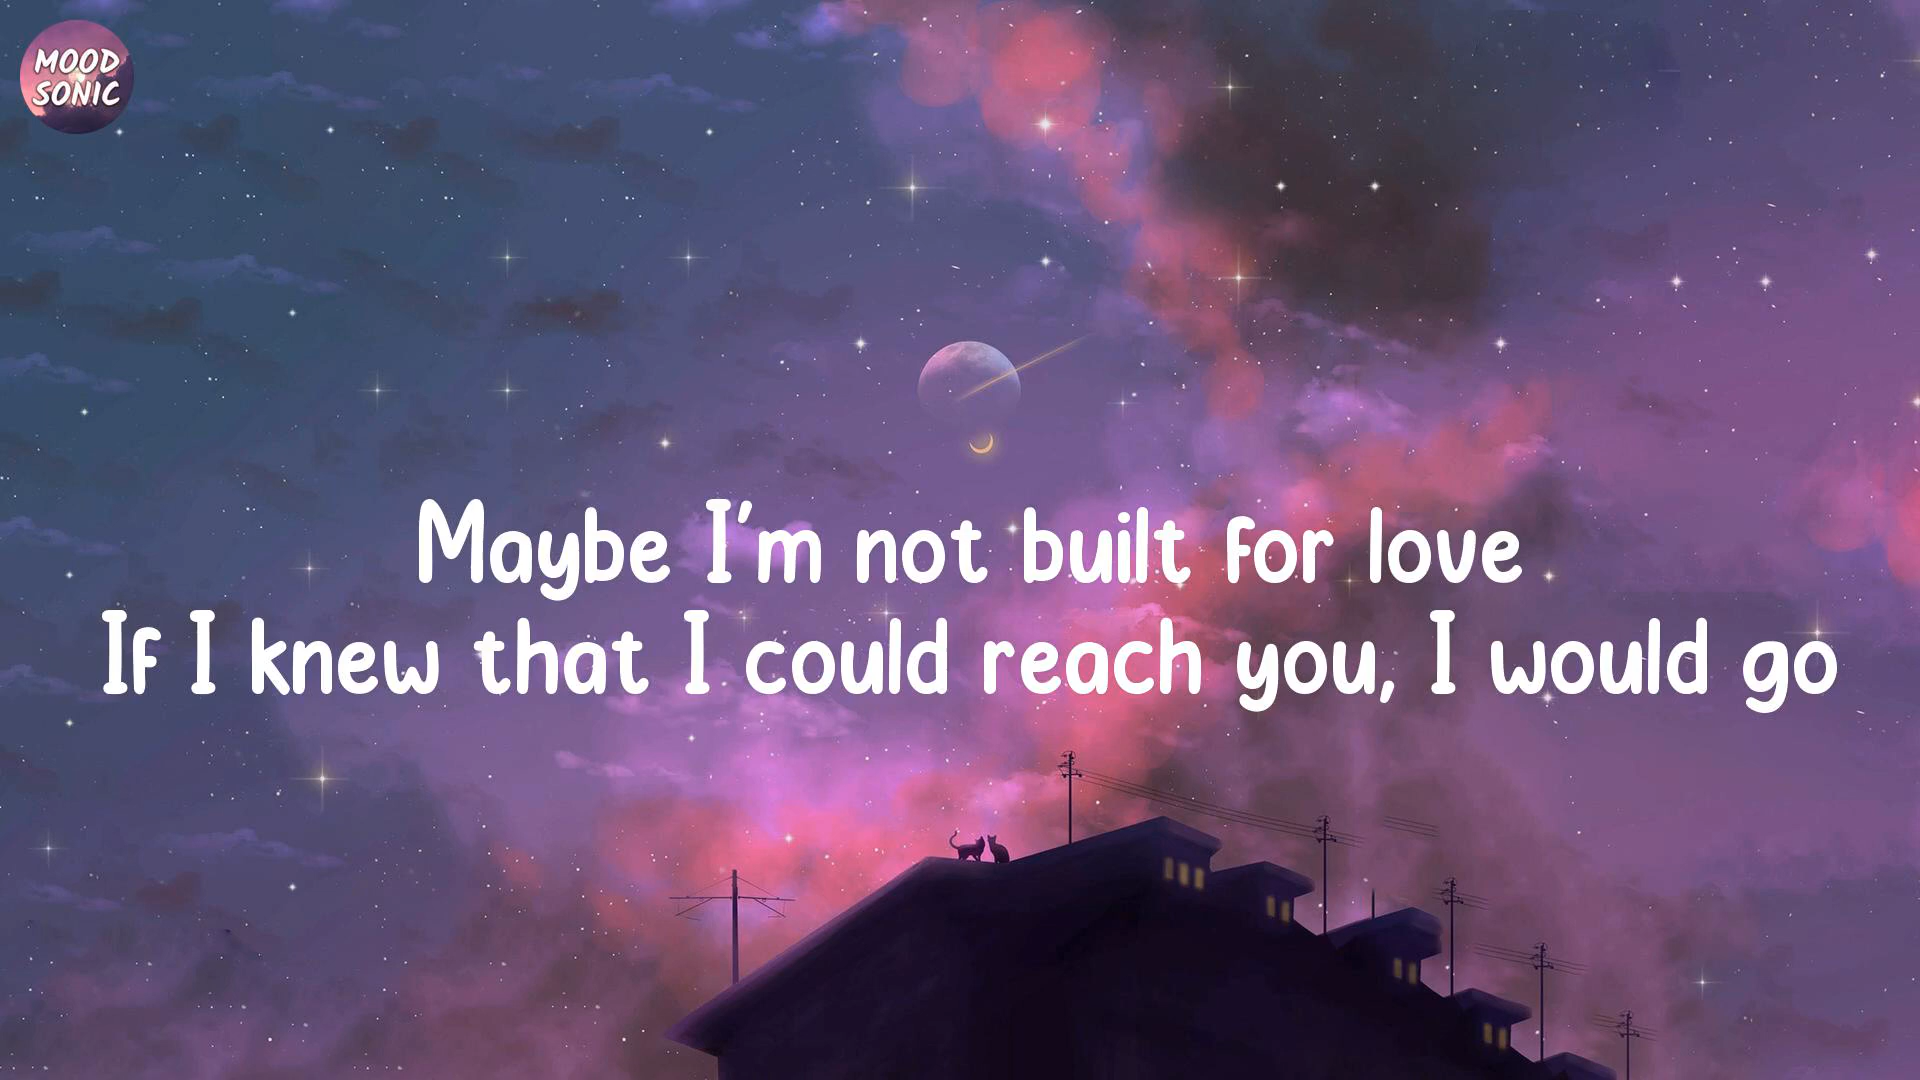 MOOD
SONIC
Maybe I'm not built for love
If I knew that I could reach you, I would go